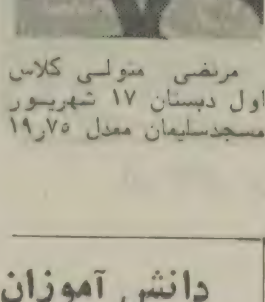 مرتضی متولی کلاس
اول دبستان ۱۷ شهریور
مسجدسلیمان معدل ۱۹٫۷۵
دانش آموزان